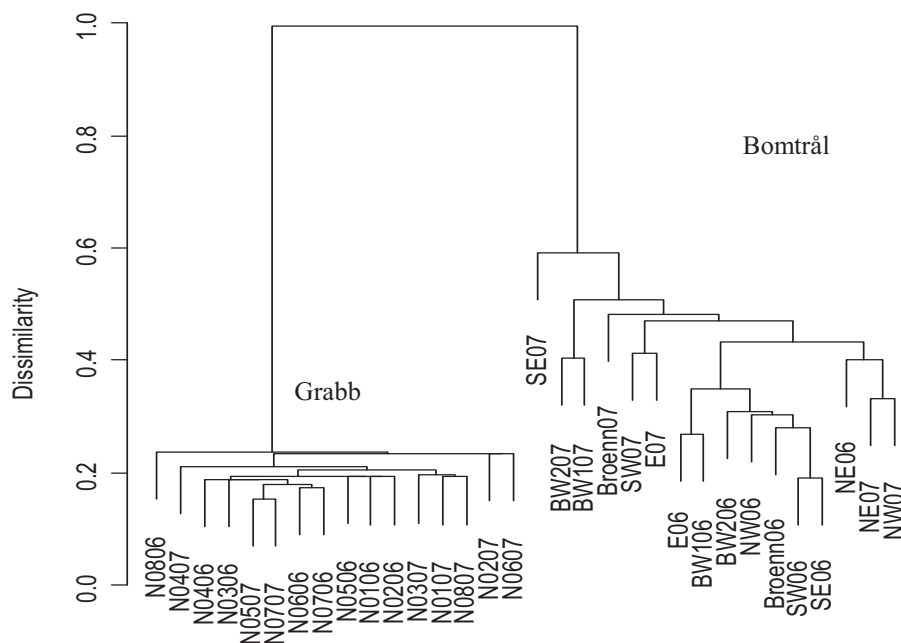 Dissimilarity
1.0
0.8
0.6
0.4
0.2
0.0
Bomtrål
Grabb
N0806
N0407
N0406
N0306
N0507
N0707
N0606
N0706
N0506
N0106
N0206
N0307
N0107
N0807
N0207
N0607
SE07
BW207
BW107
Broenn07
SW07
E07
E06
BW106
BW206
NW06
Broenn06
SW06
SE06
NE06
NE07
NW07